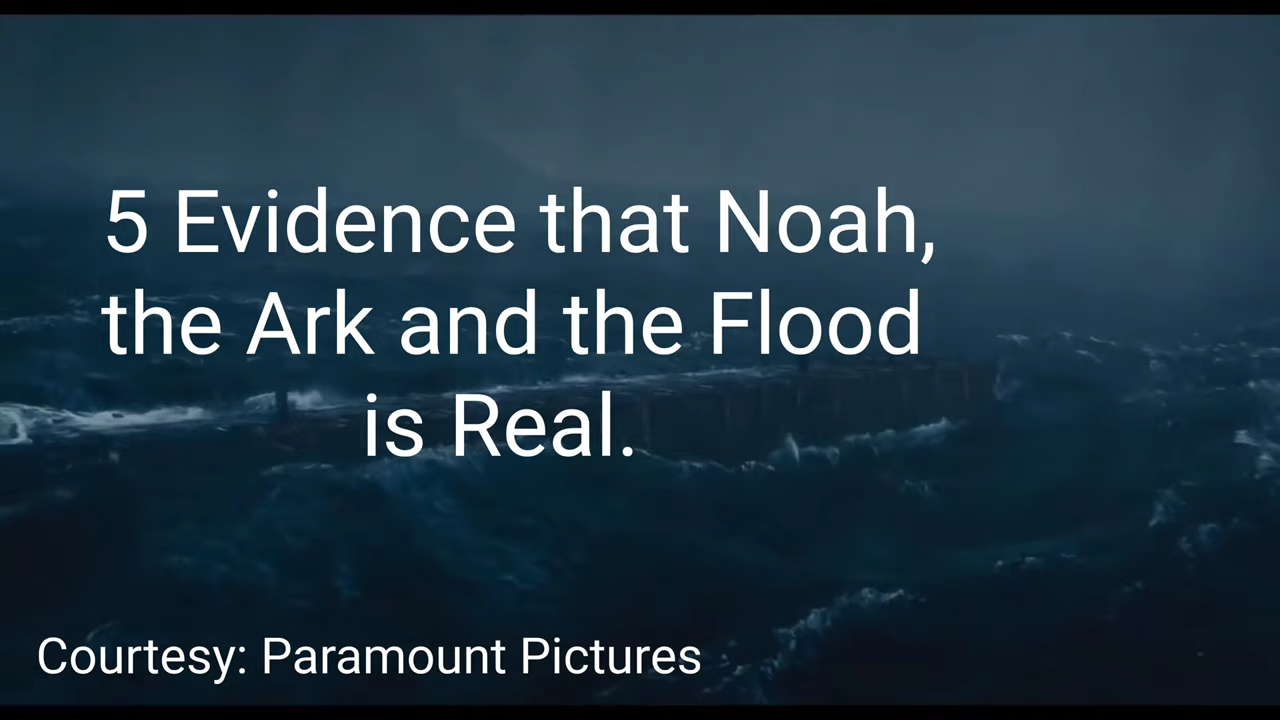 5 Evidence that Noah,
the Ark and the Flood
is Real.
Courtesy: Paramount Pictures